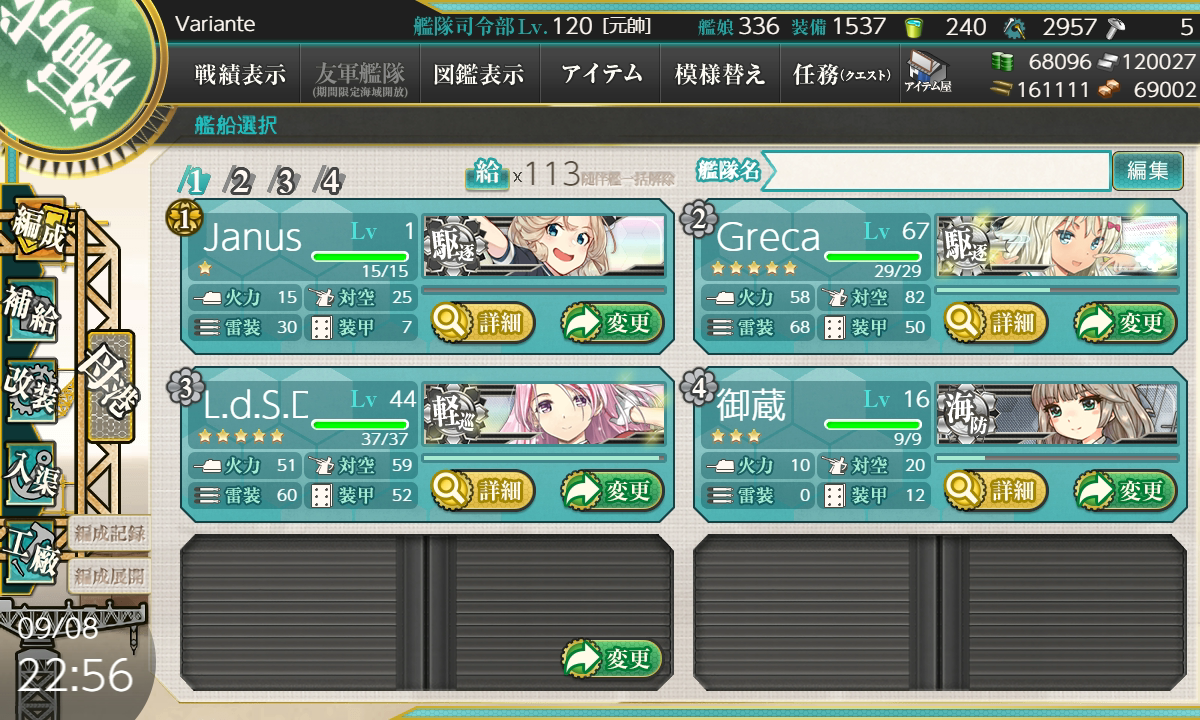 Variante 艦隊司令部Lv.120 [元帥] 艦娘 336 装備 1537 240 2957 5
戦績表示 友軍艦隊 図鑑表示 アイテム 模様替え 任務(クエスト) アイテム屋 68096 120027
(期間限定海域開放) 161111 69002
艦船選択
1 2 3 4 給 x113 随伴艦一括解除 艦隊名 編集
編成
補給
改装
入渠
工廠
母港
編成記録
編成展開
09/08
22:56
1 Janus Lv 1
15/15
駆逐
火力 15 対空 25
雷装 30 装甲 7
詳細 変更
2 Greca Lv 67
29/29
駆逐
火力 58 対空 82
雷装 68 装甲 50
詳細 変更
3 L.d.S.D Lv 44
37/37
軽巡
火力 51 対空 59
雷装 60 装甲 52
詳細 変更
4 御蔵 Lv 16
9/9
海防
火力 10 対空 20
雷装 0 装甲 12
詳細 変更
変更